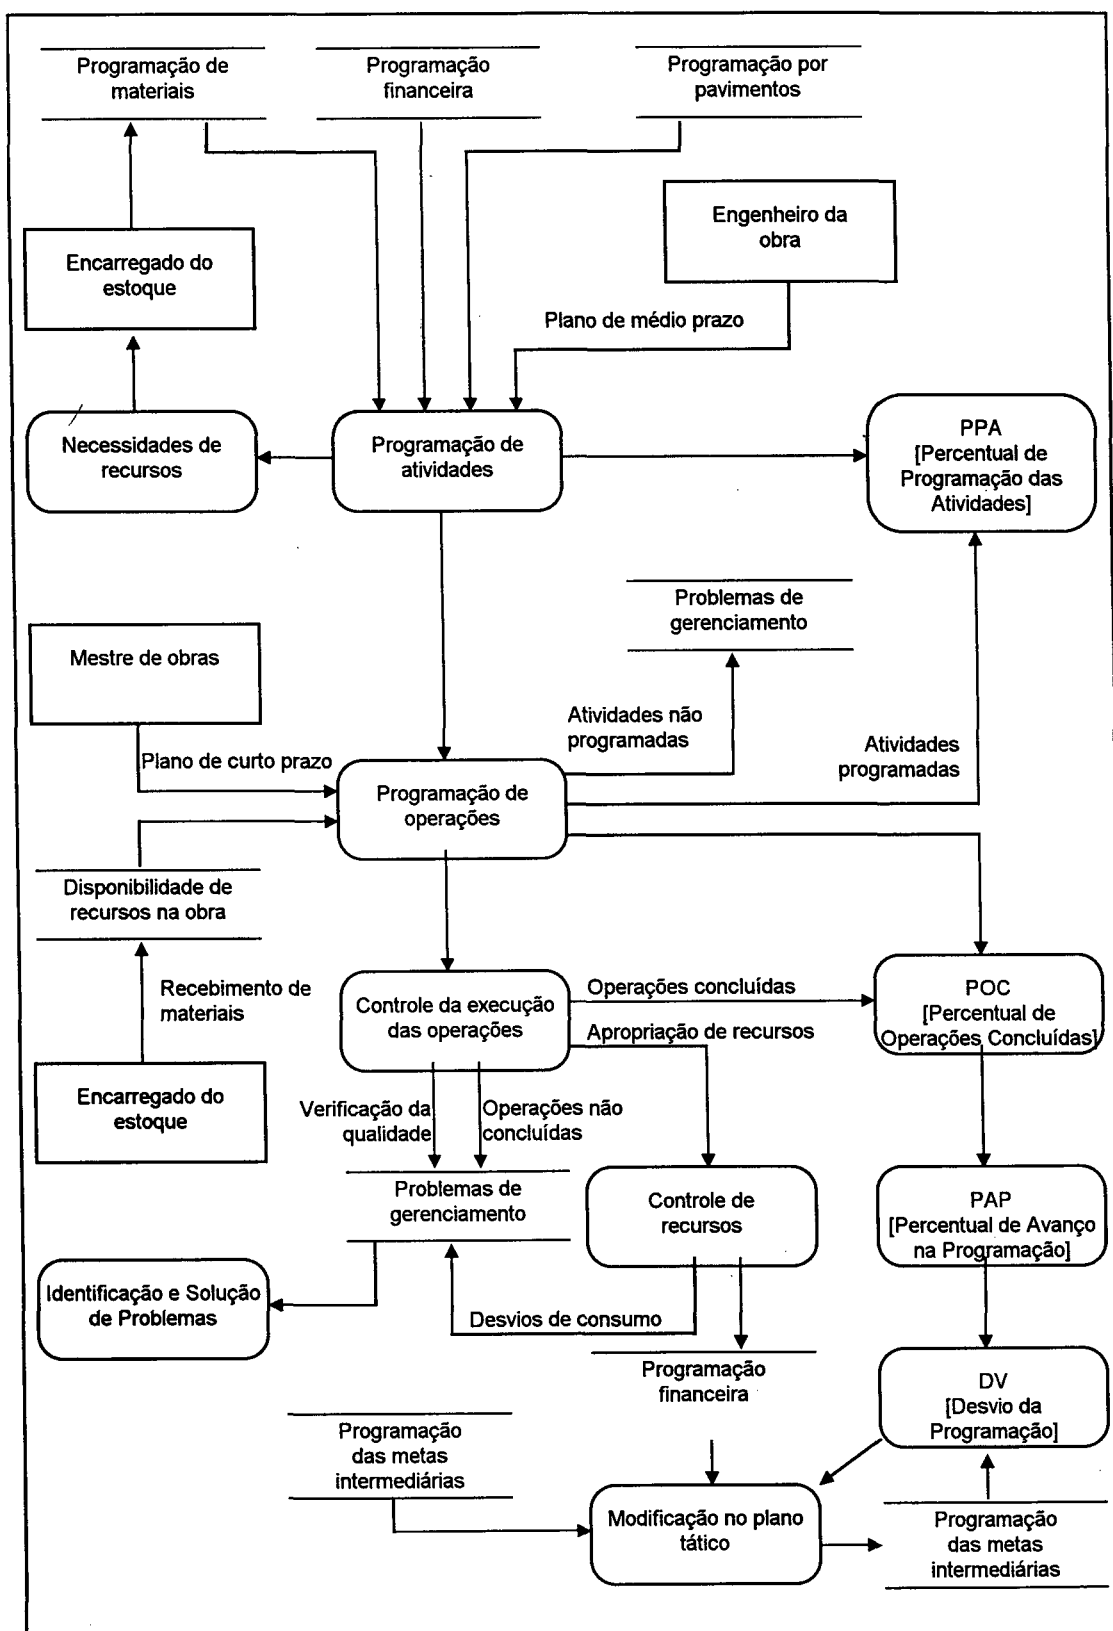 Programação de
materiais
Programação
financeira
Programação por
pavimentos
Engenheiro da
obra
Encarregado do
estoque
Plano de médio prazo
Necessidades de
recursos
Programação de
atividades
PPA
[Percentual de
Programação das
Atividades]
Problemas de
gerenciamento
Mestre de obras
Atividades não
programadas
Atividades
programadas
Plano de curto prazo
Programação de
operações
Disponibilidade de
recursos na obra
Recebimento de
materiais
Controle da execução
das operações
Operações concluídas
Apropriação de recursos
POC
[Percentual de
Operações Concluídas]
Encarregado do
estoque
Verificação da
qualidade
Operações não
concluídas
Problemas de
gerenciamento
Controle de
recursos
PAP
[Percentual de Avanço
na Programação]
Identificação e Solução
de Problemas
Desvios de consumo
Programação
financeira
DV
[Desvio da
Programação]
Programação
das metas
intermediárias
Modificação no plano
tático
Programação
das metas
intermediárias